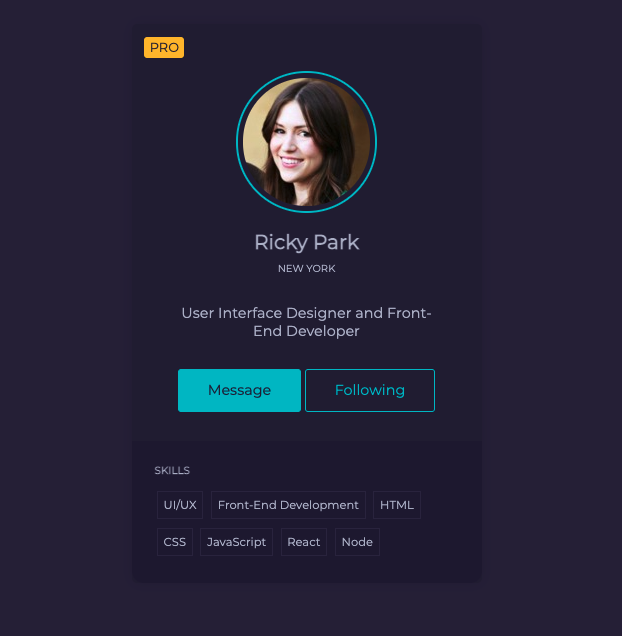 PRO
Ricky Park
NEW YORK
User Interface Designer and Front-
End Developer
Message Following
SKILLS
UI/UX Front-End Development HTML
CSS JavaScript React Node